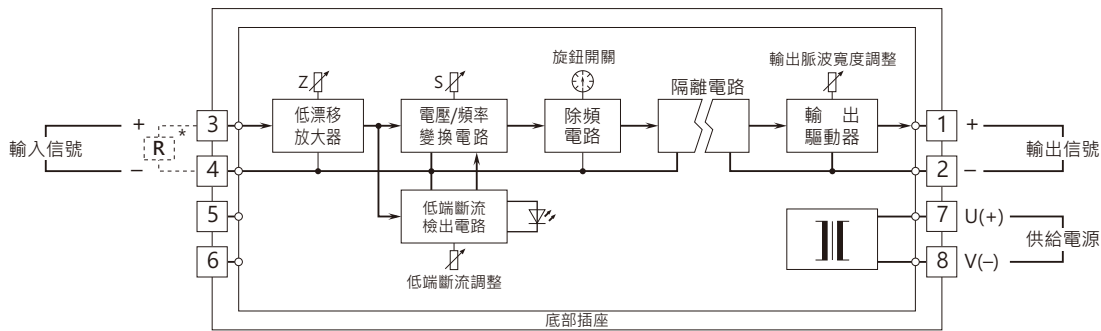 旋鈕開關
輸出脈波寬度調整
隔離電路
Z
S
輸入信號
+
*
R
–
3
4
5
6
低漂移
放大器
電壓/頻率
變換電路
除頻
電路
輸 出
驅動器
1
+
2
–
輸出信號
低端斷流
檢出電路
低端斷流調整
7
U(+)
8
V(–)
供給電源
底部插座